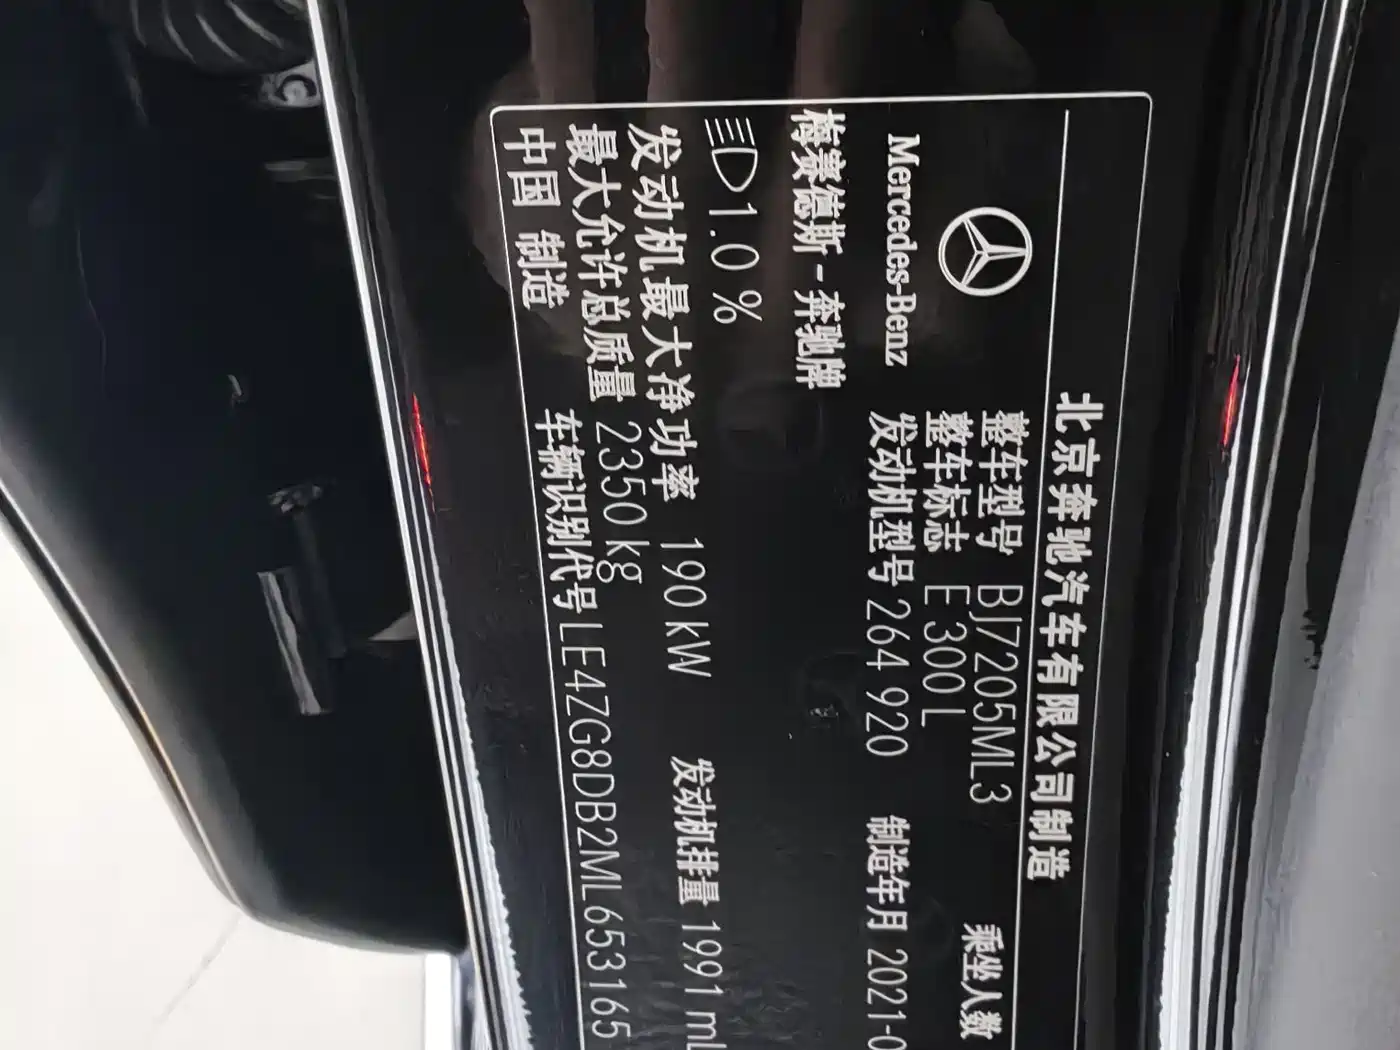 北京奔驰汽车有限公司制造
Mercedes-Benz
梅赛德斯-奔驰牌
整车型号 BJ7205ML3
乘坐人数
整车标志 E 300 L
发动机型号 264 920
制造年月 2021-0
1.0 %
发动机最大净功率 190 kW
发动机排量 1991 mL
最大允许总质量 2350 kg
中国 制造
车辆识别代号 LE4ZG8DB2ML653165